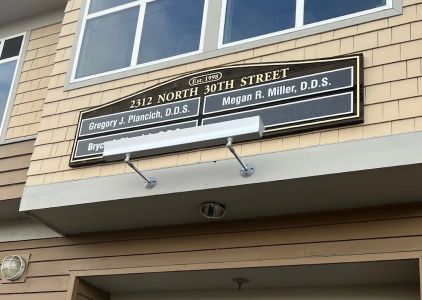 Est. 1998
2312 NORTH 30TH STREET
Gregory J. Plancich, D.D.S.
Megan R. Miller, D.D.S.